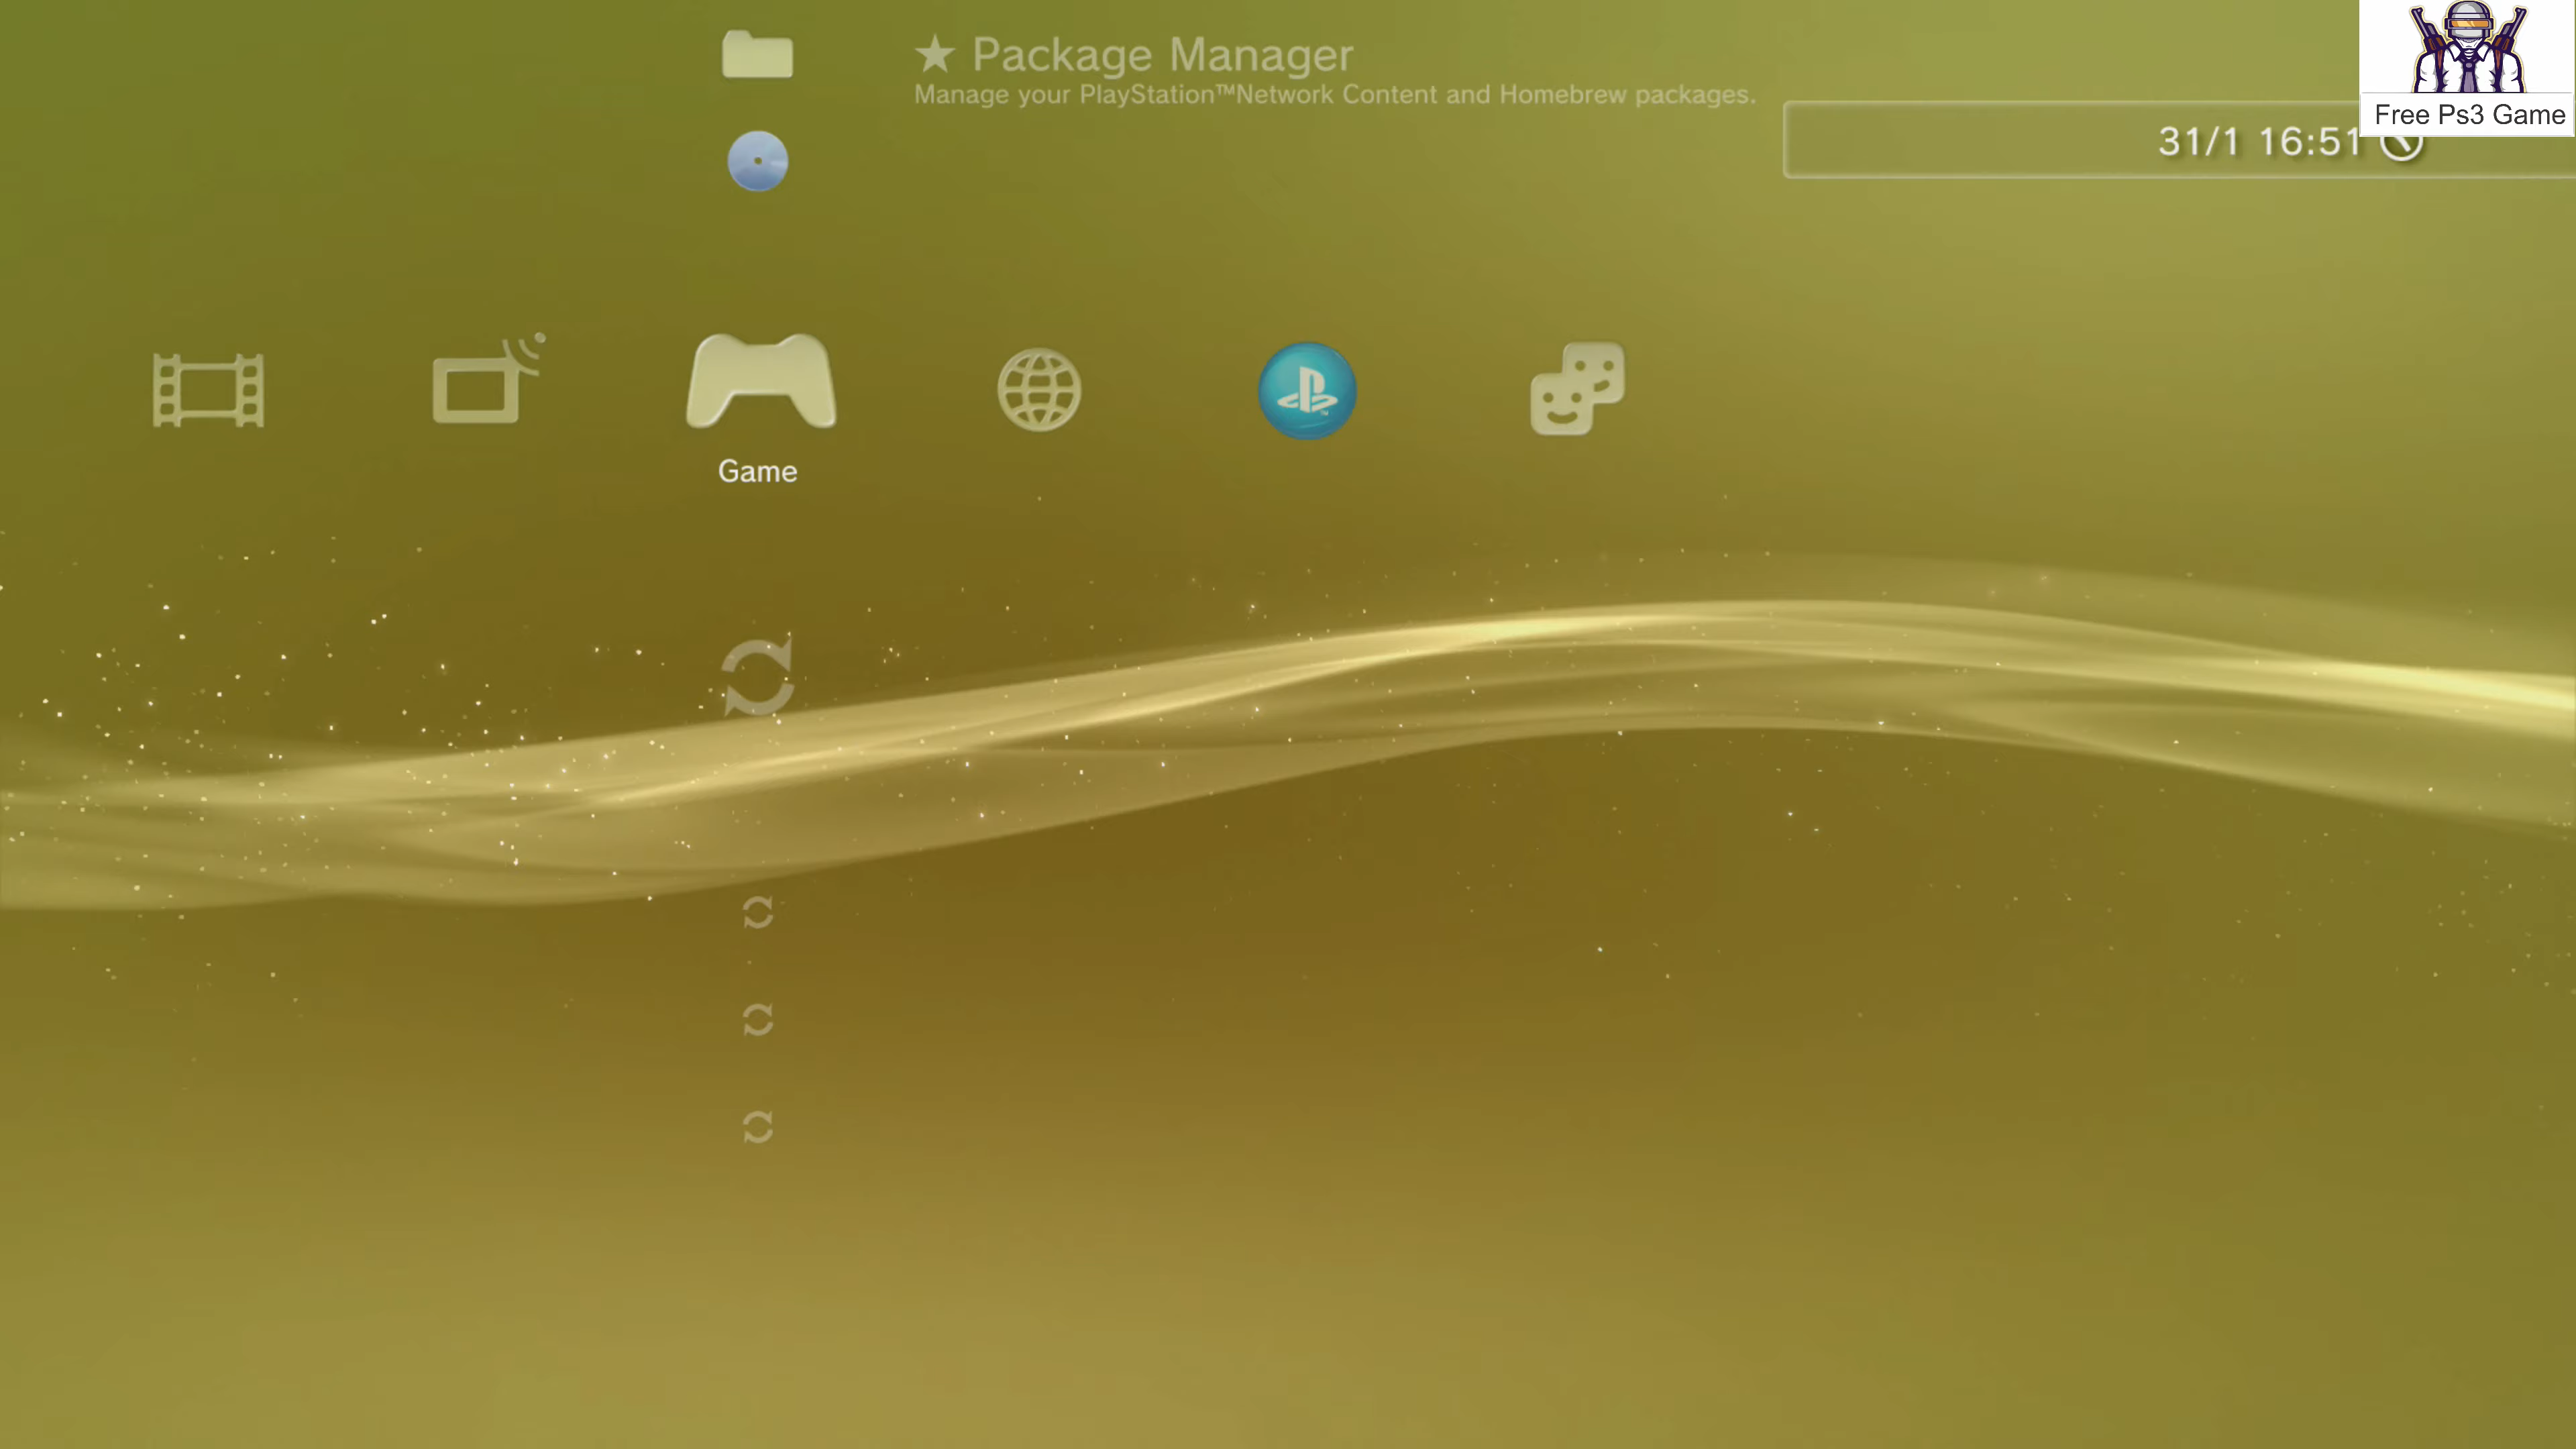 ★ Package Manager
Manage your PlayStation™Network Content and Homebrew packages.
Free Ps3 Game
31/1 16:51
Game